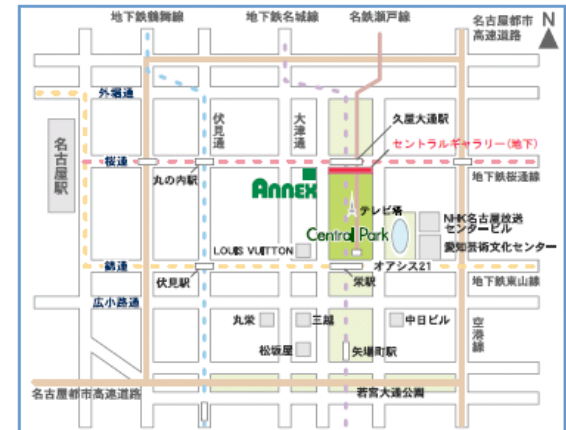 地下鉄鶴舞線
地下鉄名城線
名鉄瀬戸線
名古屋都市
高速道路
N
外堀通
伏見通
大津通
久屋大通駅
セントラルギャラリー(地下)
名古屋駅
桜通
丸の内駅
地下鉄桜通線
ANNEX
テレビ塔
Central Park
NHK名古屋放送
センタービル
愛知芸術文化センター
LOUIS VUITTON
オアシス21
錦通
伏見駅
栄駅
地下鉄東山線
広小路通
丸栄
三越
中日ビル
空港線
松坂屋
矢場町駅
名古屋都市高速道路
若宮大通公園